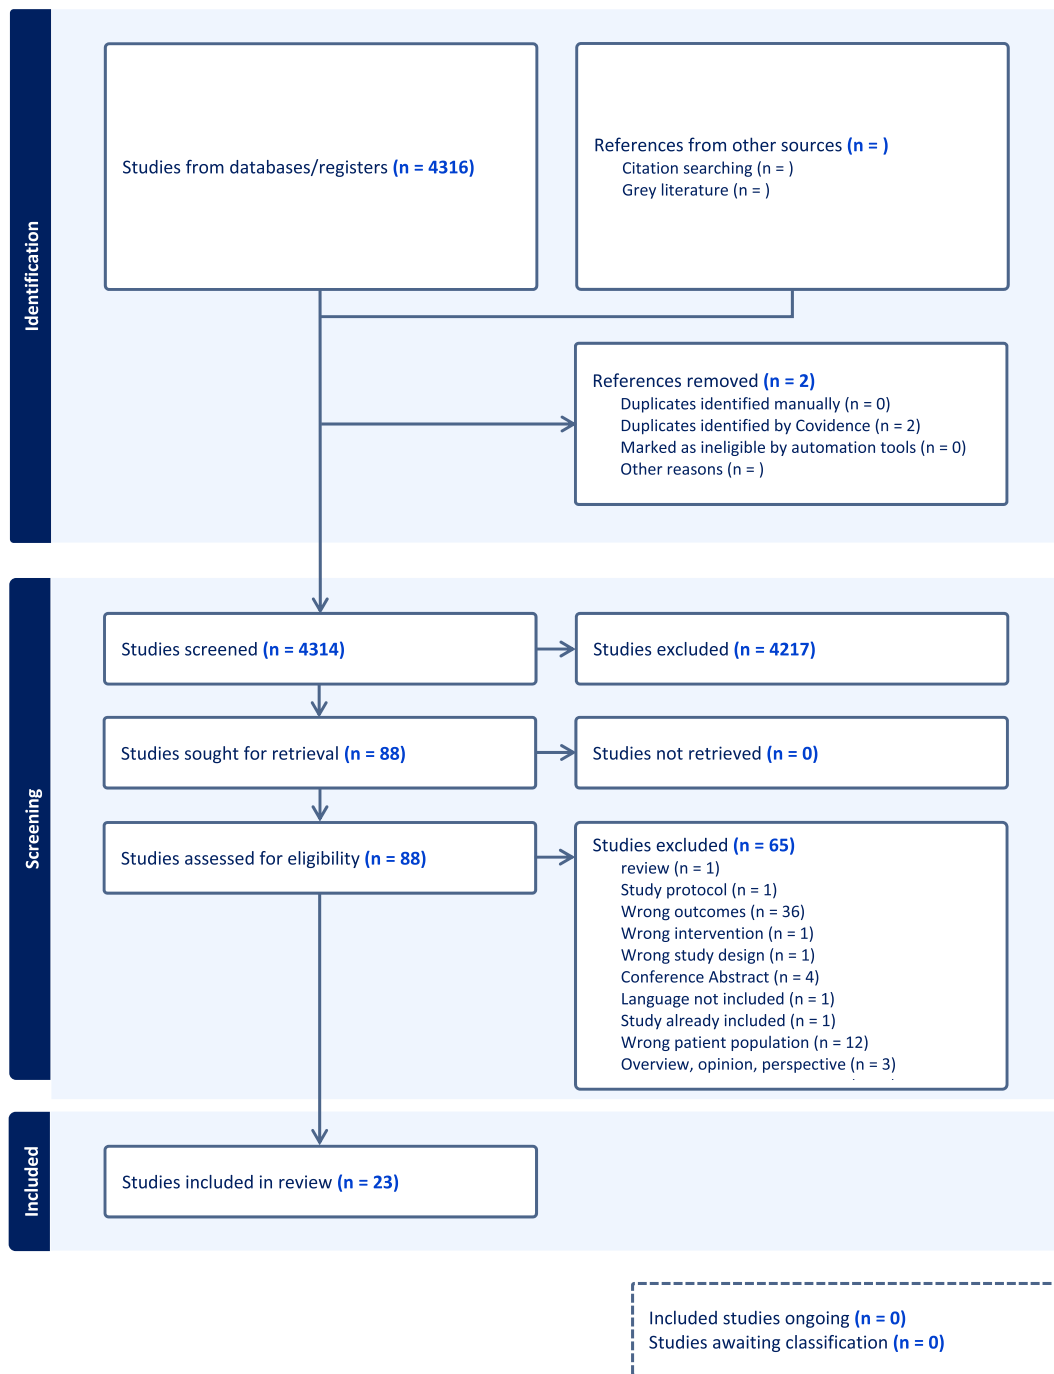 Identification
Studies from databases/registers (n = 4316)
References from other sources (n = )
Citation searching (n = )
Grey literature (n = )
References removed (n = 2)
Duplicates identified manually (n = 0)
Duplicates identified by Covidence (n = 2)
Marked as ineligible by automation tools (n = 0)
Other reasons (n = )
Screening
Studies screened (n = 4314)
Studies excluded (n = 4217)
Studies sought for retrieval (n = 88)
Studies not retrieved (n = 0)
Studies assessed for eligibility (n = 88)
Studies excluded (n = 65)
review (n = 1)
Study protocol (n = 1)
Wrong outcomes (n = 36)
Wrong intervention (n = 1)
Wrong study design (n = 1)
Conference Abstract (n = 4)
Language not included (n = 1)
Study already included (n = 1)
Wrong patient population (n = 12)
Overview, opinion, perspective (n = 3)
Included
Studies included in review (n = 23)
Included studies ongoing (n = 0)
Studies awaiting classification (n = 0)